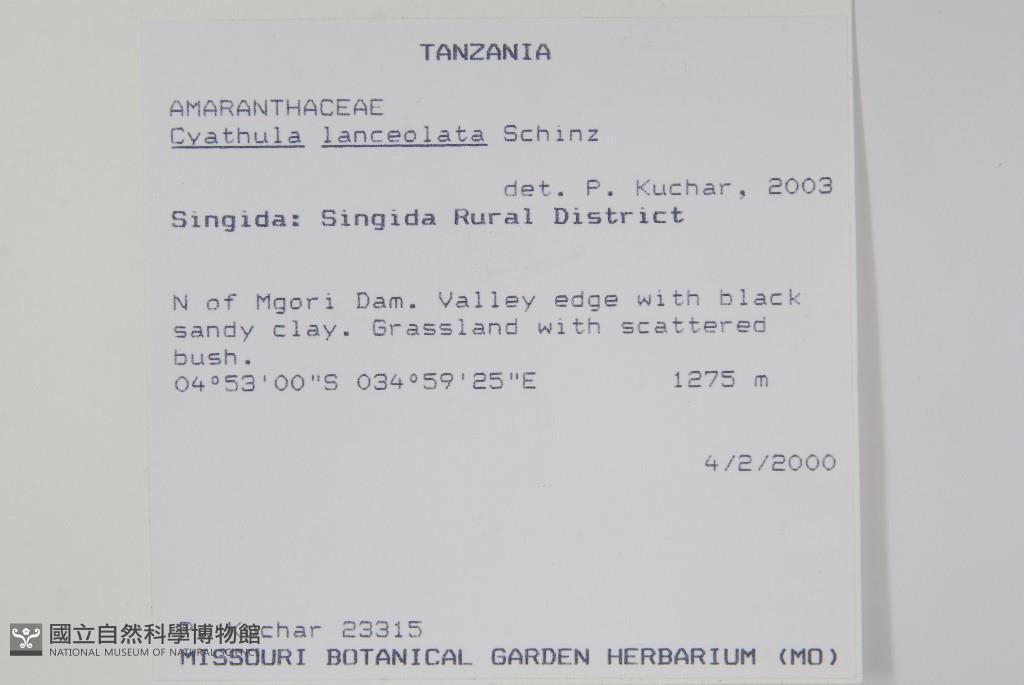 TANZANIA
AMARANTHACEAE
Cyathula lanceolata Schinz
det. P. Kuchar, 2003
Singida: Singida Rural District
N of Mgori Dam. Valley edge with black
sandy clay. Grassland with scattered
bush.
04°53'00"S 034°59'25"E 1275 m
4/2/2000
P. Kuchar 23315
國立自然科學博物館
NATIONAL MUSEUM OF NATURAL SCIENCE
MISSOURI BOTANICAL GARDEN HERBARIUM (MO)